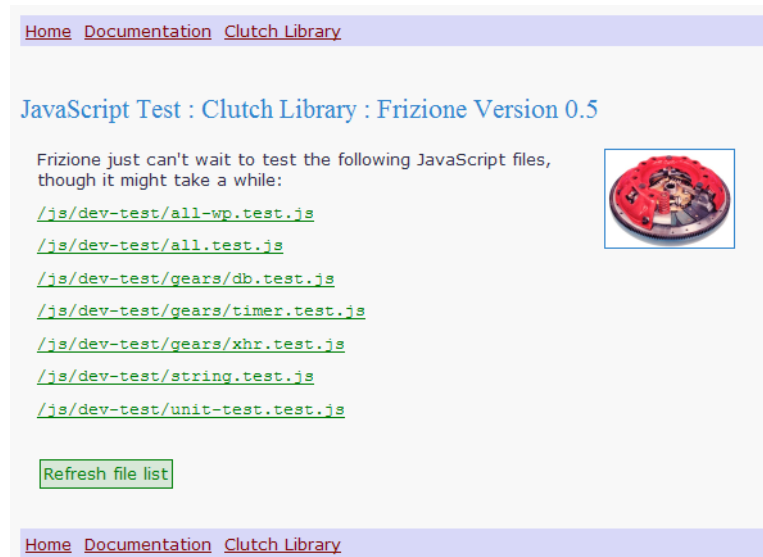 Home Documentation Clutch Library
JavaScript Test : Clutch Library : Frizione Version 0.5
Frizione just can't wait to test the following JavaScript files,
though it might take a while:
/js/dev-test/all-wp.test.js
/js/dev-test/all.test.js
/js/dev-test/gears/db.test.js
/js/dev-test/gears/timer.test.js
/js/dev-test/gears/xhr.test.js
/js/dev-test/string.test.js
/js/dev-test/unit-test.test.js
Refresh file list
Home Documentation Clutch Library